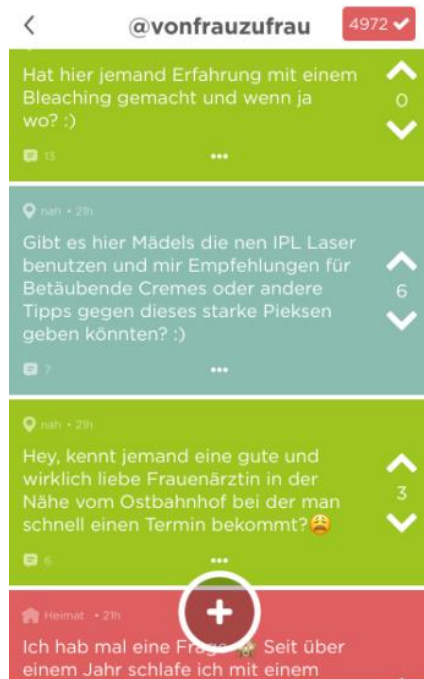 @vonfrauzufrau
4972
Hat hier jemand Erfahrung mit einem
Bleaching gemacht und wenn ja
wo? :)
0
13
nah • 21h
Gibt es hier Mädels die nen IPL Laser
benutzen und mir Empfehlungen für
Betäubende Cremes oder andere
Tipps gegen dieses starke Pieksen
geben könnten? :)
6
7
nah • 21h
Hey, kennt jemand eine gute und
wirklich liebe Frauenärztin in der
Nähe vom Ostbahnhof bei der man
schnell einen Termin bekommt?😩
3
6
Heimat • 21h
Ich hab mal eine Frage 🙈 Seit über
einem Jahr schlafe ich mit einem